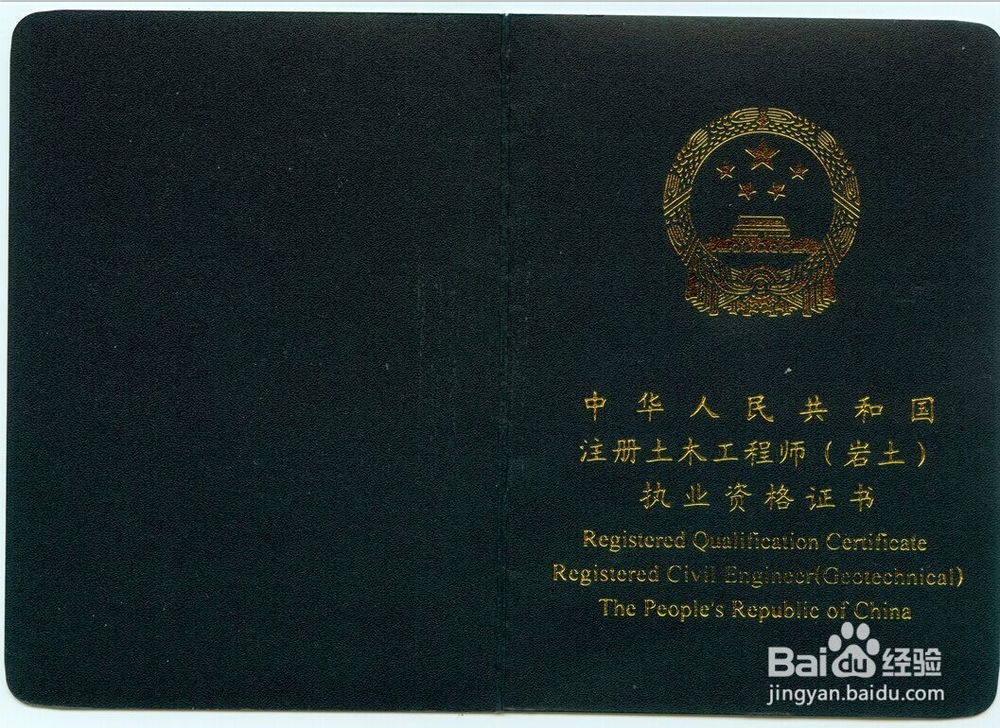 中华人民共和国
注册土木工程师（岩土）
执业资格证书
Registered Qualification Certificate
Registered Civil Engineer(Geotechnical)
The People's Republic of China
Baidu经验
jingyan.baidu.com